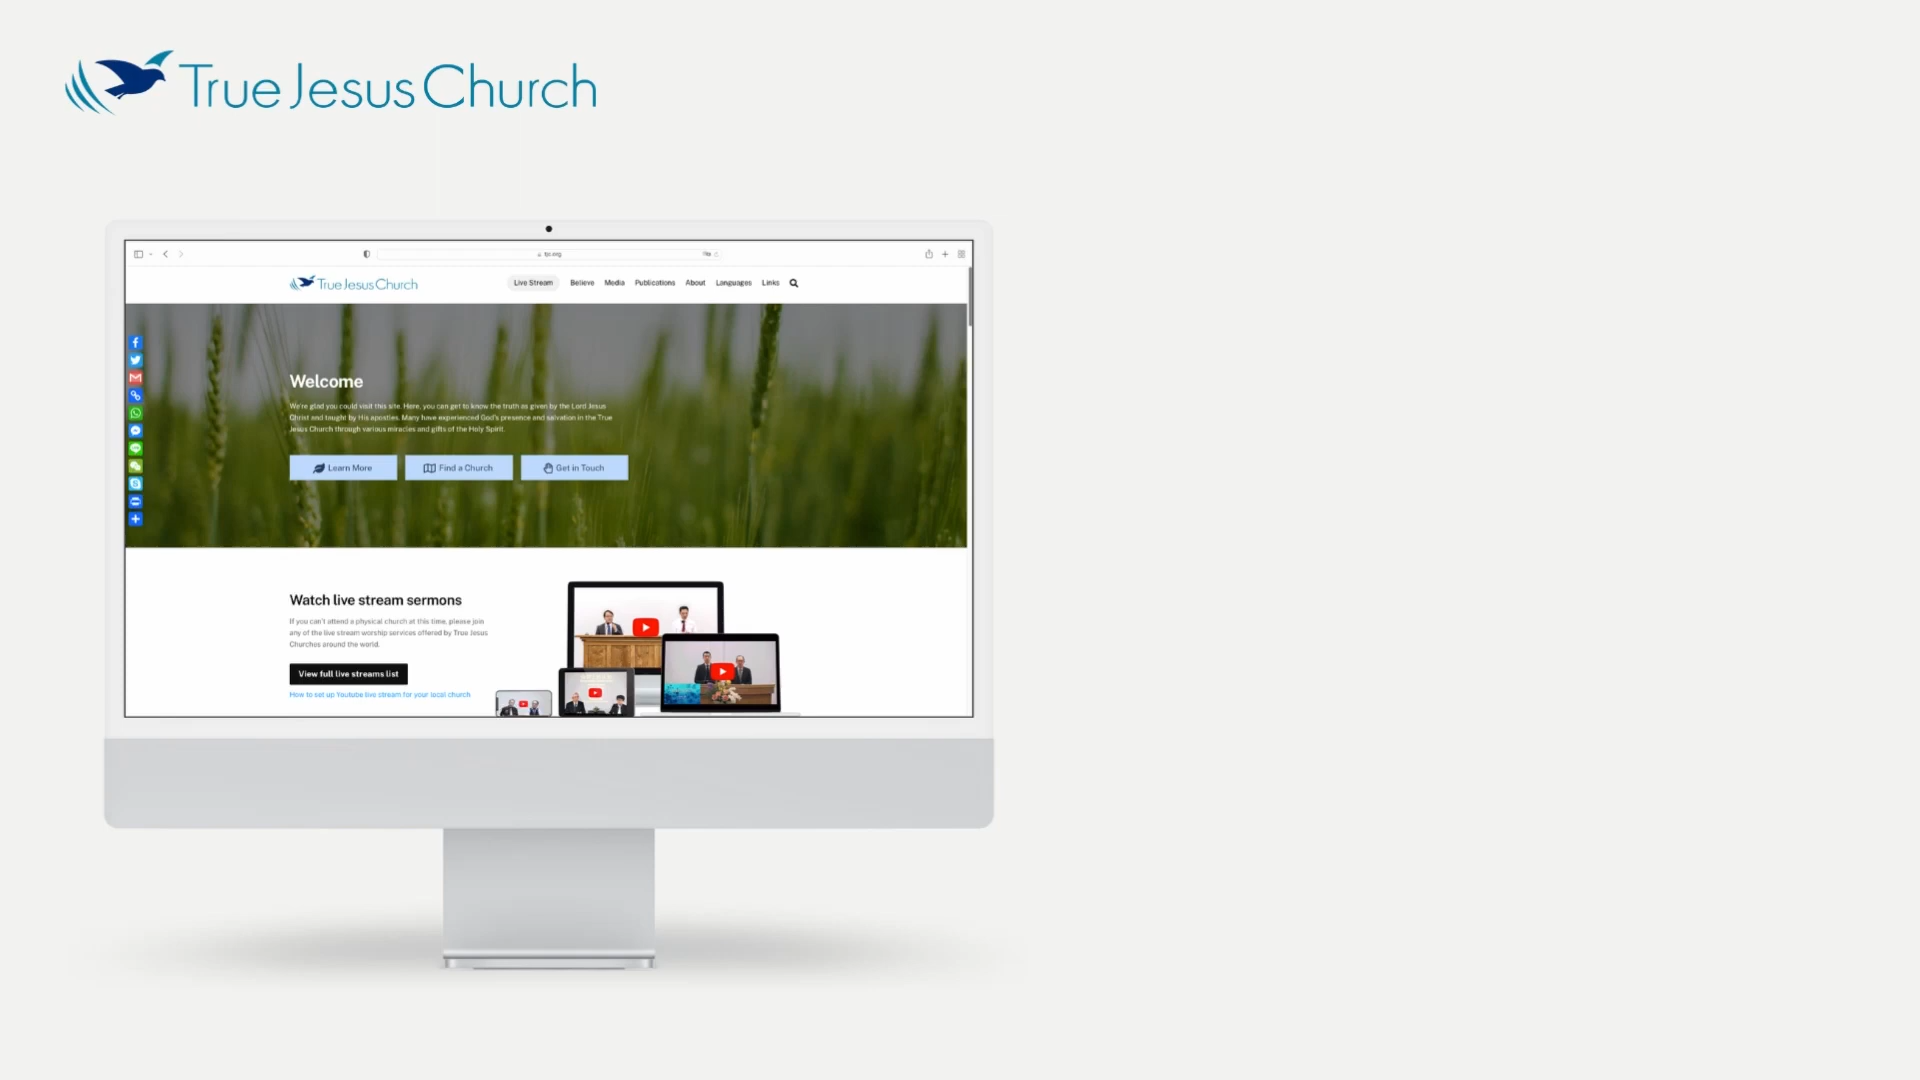 True Jesus Church
tjc.org
True Jesus Church
Live Stream Believe Media Publications About Languages Links
Welcome
We're glad you could visit this site. Here, you can get to know the truth as given by the Lord Jesus
Christ and taught by His apostles. Many have experienced God's presence and salvation in the True
Jesus Church through various miracles and gifts of the Holy Spirit.
Learn More Find a Church Get in Touch
Watch live stream sermons
If you can't attend a physical church at this time, please join
any of the live stream worship services offered by True Jesus
Churches around the world.
View full live streams list
How to set up Youtube live stream for your local church